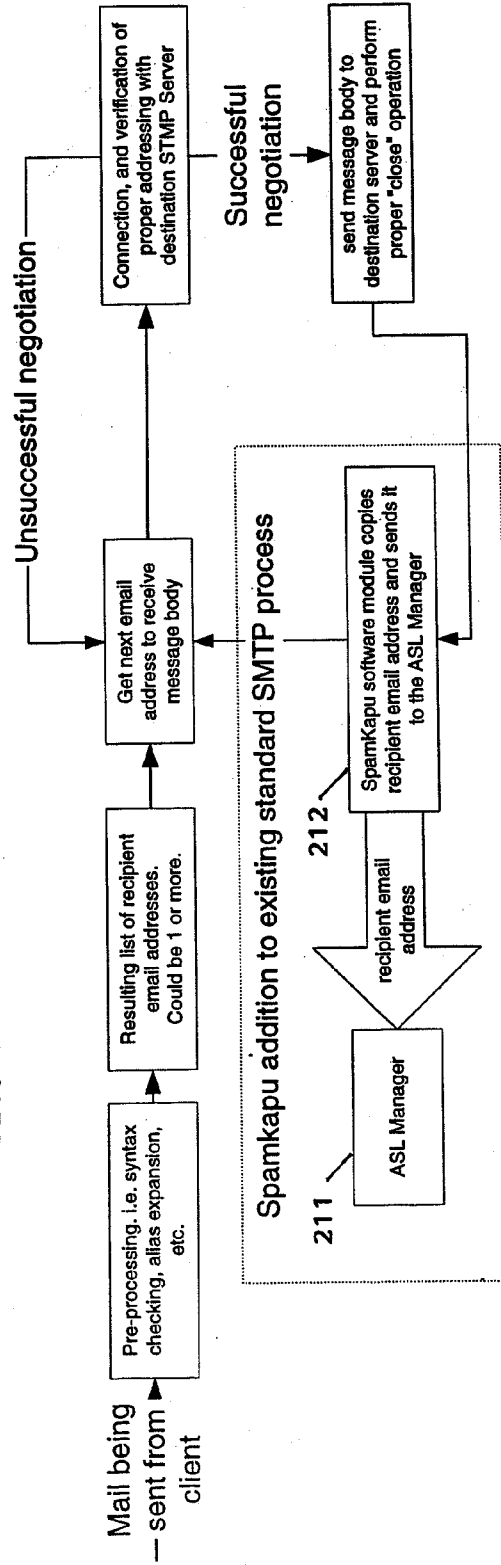 Mail being
sent from
client
Pre-processing. i.e. syntax
checking, alias expansion,
etc.
Resulting list of recipient
email addresses.
Could be 1 or more.
Get next email
address to receive
message body
Unsuccessful negotiation
Connection, and verification of
proper addressing with
destination STMP Server
Successful
negotiation
send message body to
destination server and perform
proper "close" operation
Spamkapu addition to existing standard SMTP process
212
SpamKapu software module copies
recipient email address and sends it
to the ASL Manager
recipient email
address
211
ASL Manager